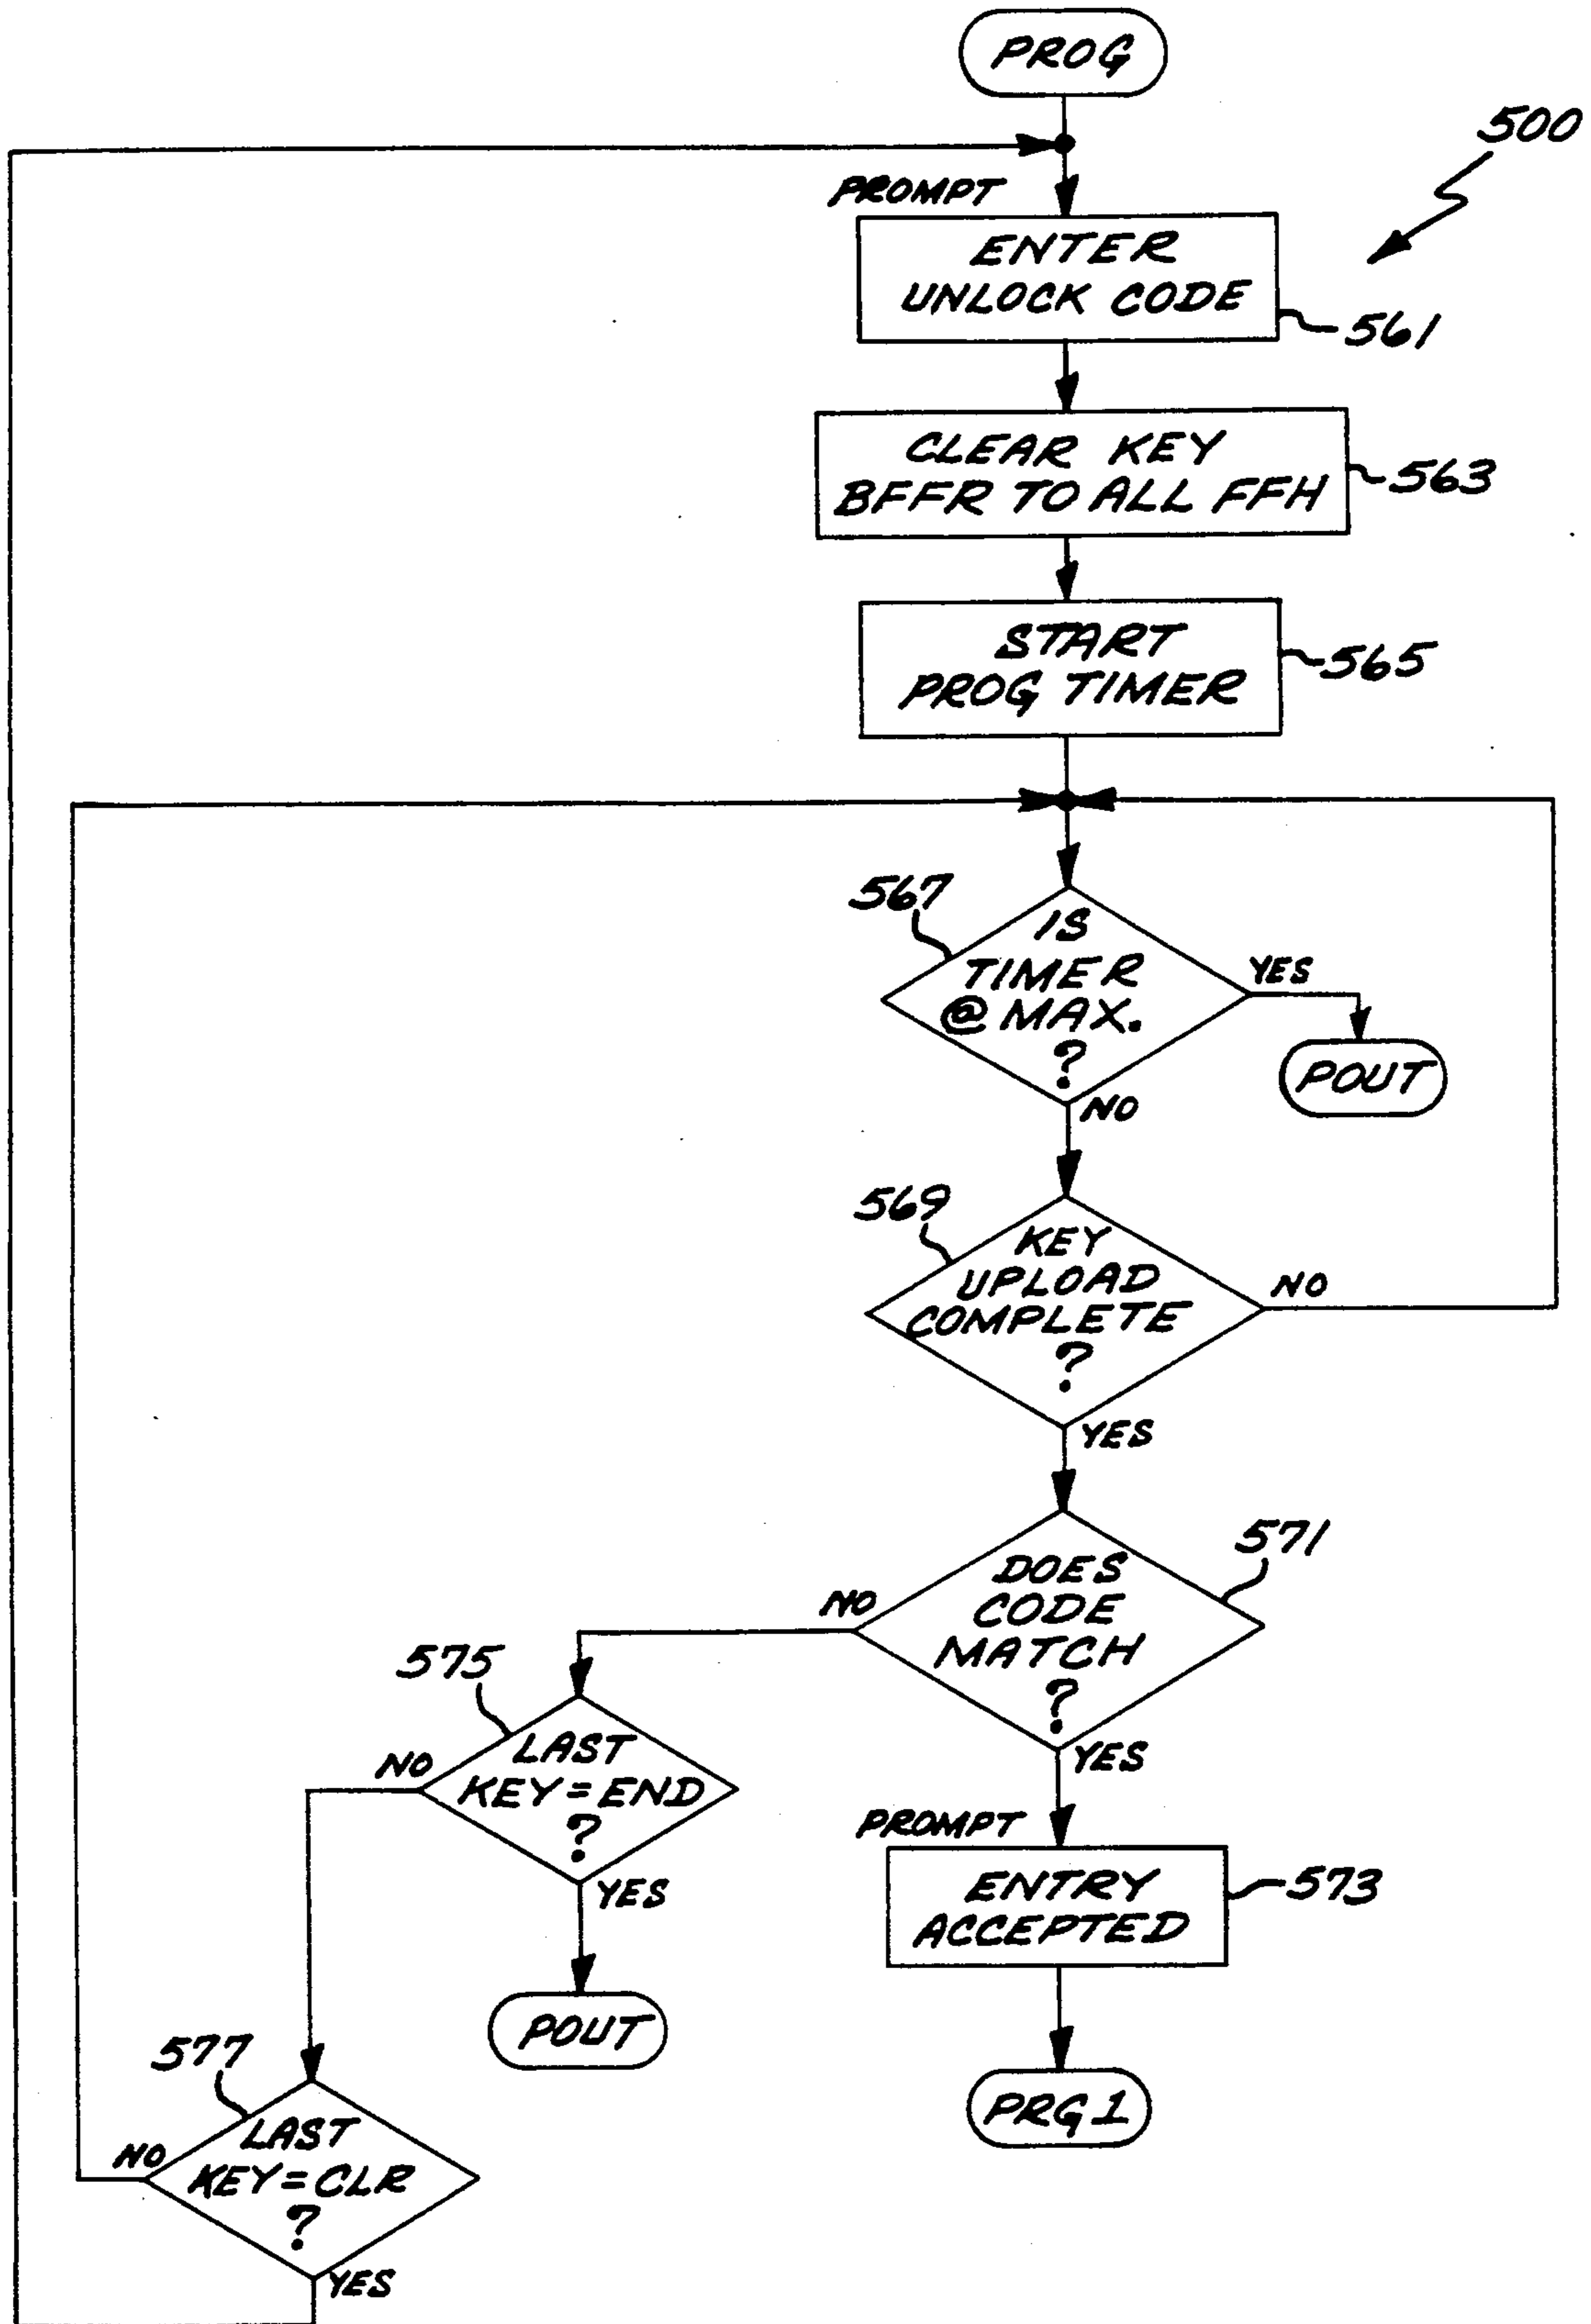 PROG
500
PROMPT
ENTER
UNLOCK CODE
561
CLEAR KEY
BFFR TO ALL FFH
563
START
PROG TIMER
565
567
IS
TIMER
@ MAX.
?
YES
POUT
NO
569
KEY
UPLOAD
COMPLETE
?
NO
YES
571
DOES
CODE
MATCH
?
NO
YES
575
LAST
KEY = END
?
NO
YES
POUT
PROMPT
ENTRY
ACCEPTED
573
PRG 1
577
LAST
KEY = CLR
?
NO
YES